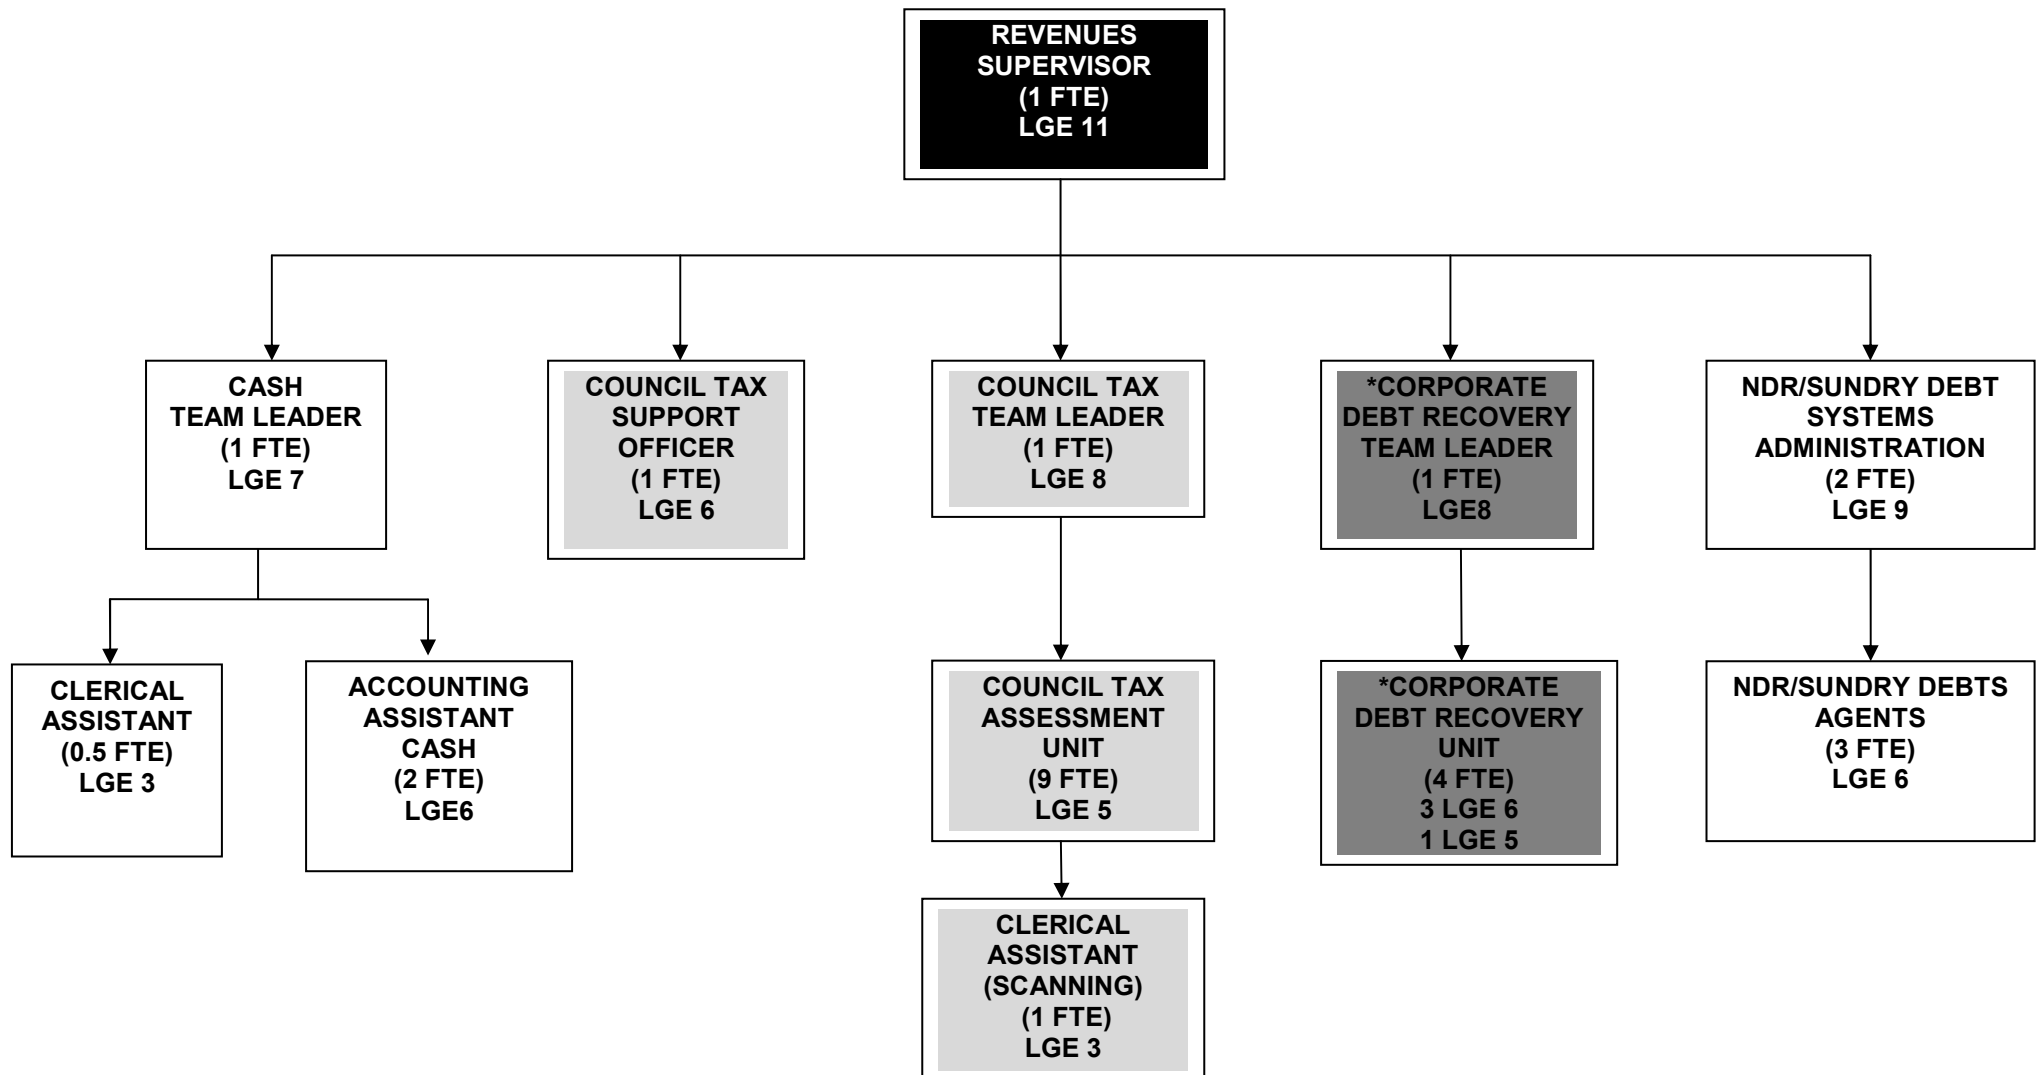 REVENUES
SUPERVISOR
(1 FTE)
LGE 11
CASH
TEAM LEADER
(1 FTE)
LGE 7
COUNCIL TAX
SUPPORT
OFFICER
(1 FTE)
LGE 6
COUNCIL TAX
TEAM LEADER
(1 FTE)
LGE 8
*CORPORATE
DEBT RECOVERY
TEAM LEADER
(1 FTE)
LGE8
NDR/SUNDRY DEBT
SYSTEMS
ADMINISTRATION
(2 FTE)
LGE 9
CLERICAL
ASSISTANT
(0.5 FTE)
LGE 3
ACCOUNTING
ASSISTANT
CASH
(2 FTE)
LGE6
COUNCIL TAX
ASSESSMENT
UNIT
(9 FTE)
LGE 5
*CORPORATE
DEBT RECOVERY
UNIT
(4 FTE)
3 LGE 6
1 LGE 5
NDR/SUNDRY DEBTS
AGENTS
(3 FTE)
LGE 6
CLERICAL
ASSISTANT
(SCANNING)
(1 FTE)
LGE 3